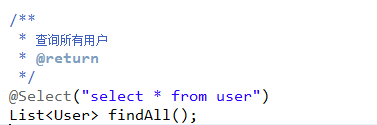 /**
* 查询所有用户
* @return
*/
@Select("select * from user")
List<User> findAll();